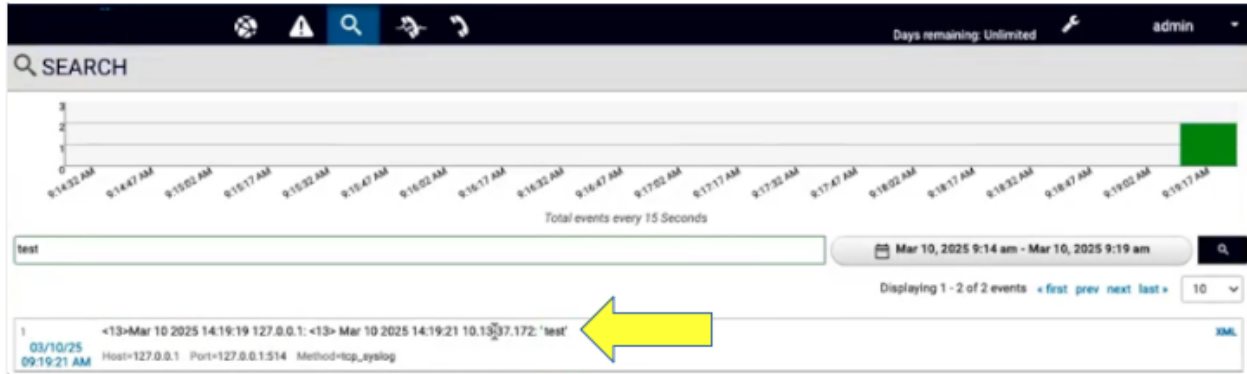 Days remaining: Unlimited
admin
SEARCH
3
2
1
0
9:14:32 AM
9:14:47 AM
9:15:02 AM
9:15:17 AM
9:15:32 AM
9:15:47 AM
9:16:02 AM
9:16:17 AM
9:16:32 AM
9:16:47 AM
9:17:02 AM
9:17:17 AM
9:17:32 AM
9:17:47 AM
9:18:02 AM
9:18:17 AM
9:18:32 AM
9:18:47 AM
9:19:02 AM
9:19:17 AM
Total events every 15 Seconds
test
Mar 10, 2025 9:14 am - Mar 10, 2025 9:19 am
Displaying 1 - 2 of 2 events « first prev next last » 10
1
<13>Mar 10 2025 14:19:19 127.0.0.1: <13> Mar 10 2025 14:19:21 : 'test'
XML
03/10/25
09:19:21 AM
Host=127.0.0.1 Port=127.0.0.1:514 Method=tcp_syslog